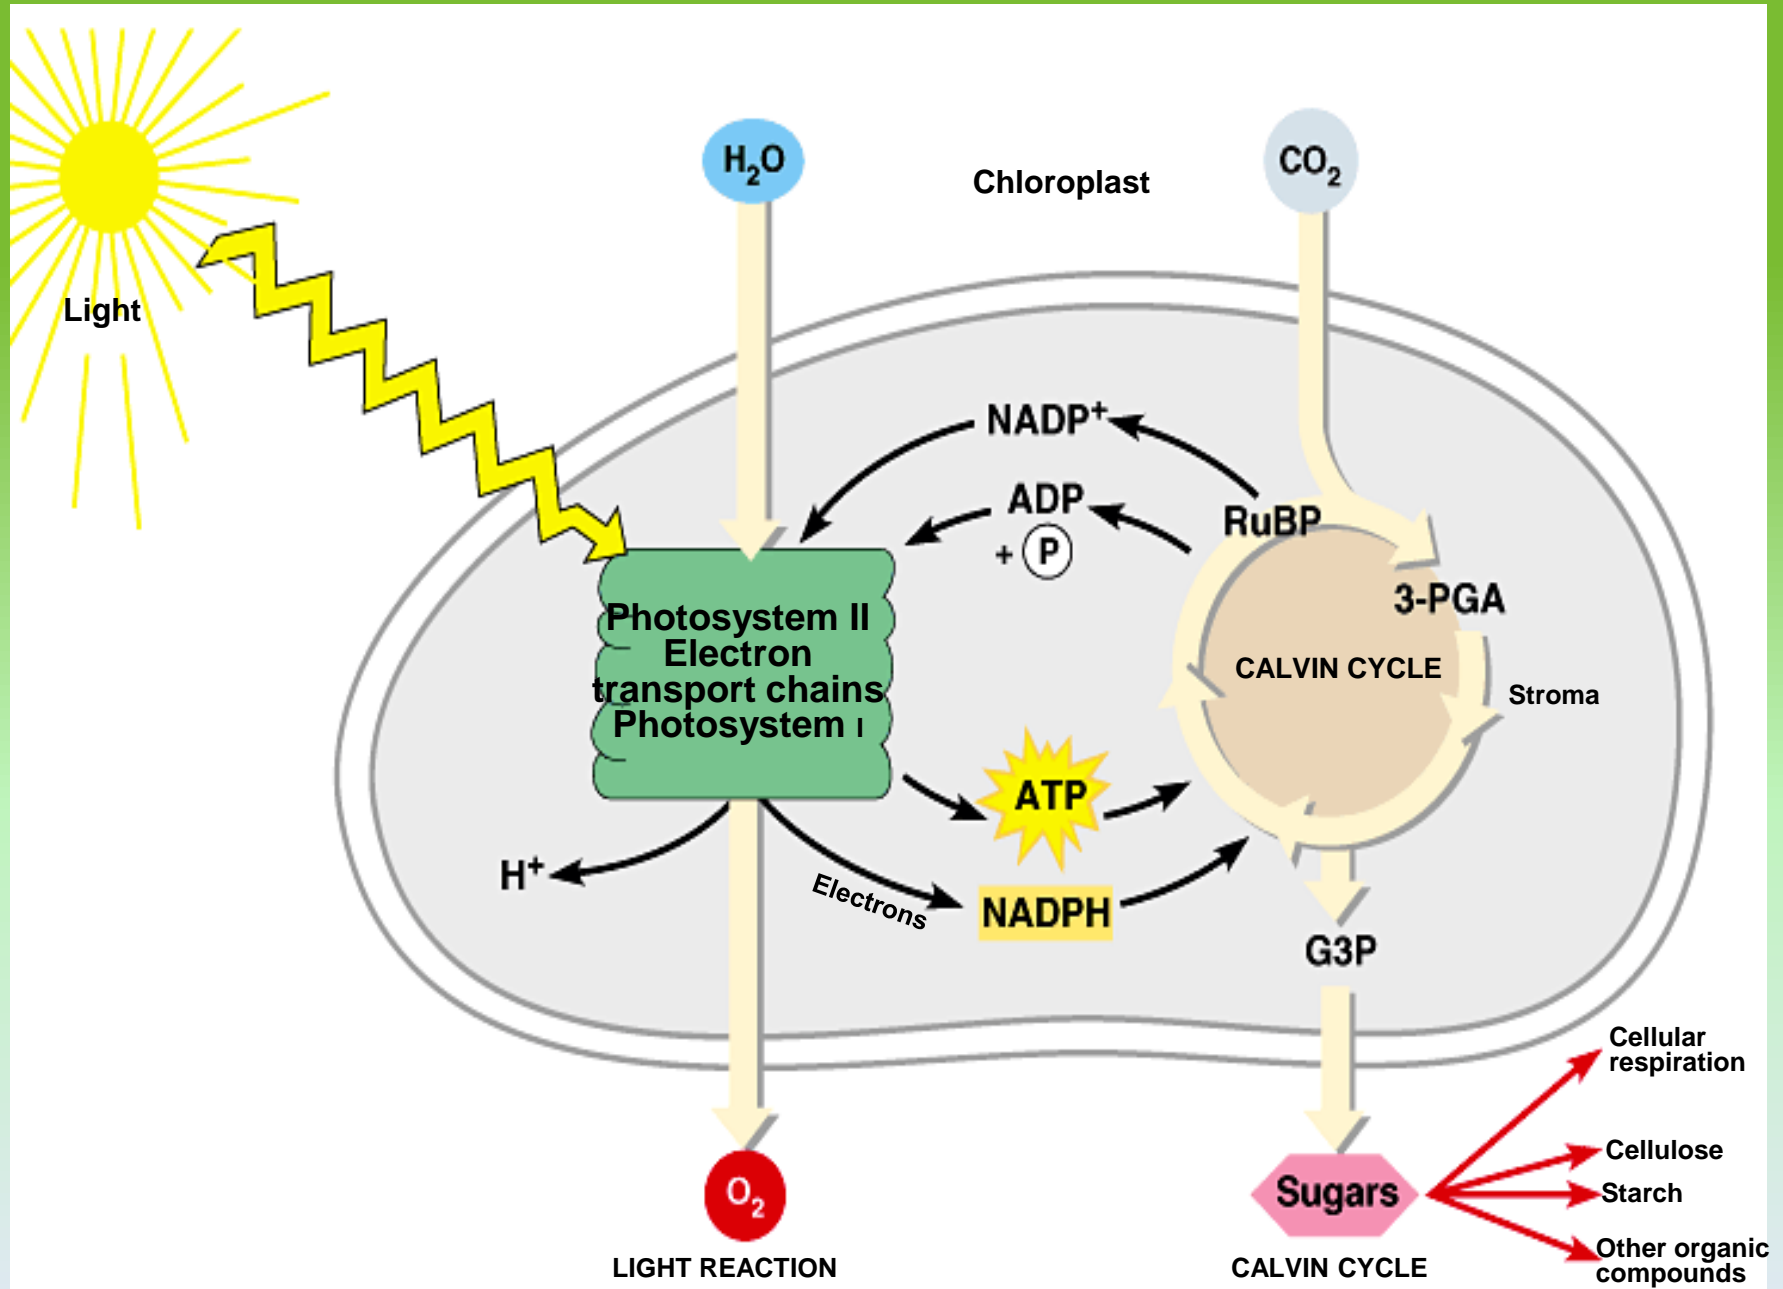 H₂O
Chloroplast
CO₂
Light
NADP⁺
ADP
+ P
RuBP
3-PGA
Photosystem II
Electron
transport chains
Photosystem I
CALVIN CYCLE
Stroma
ATP
H⁺
Electrons
NADPH
G3P
Cellular
respiration
Cellulose
Starch
Other organic
compounds
O₂
Sugars
LIGHT REACTION
CALVIN CYCLE